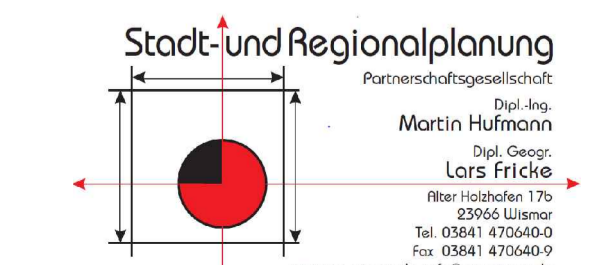 Stadt- und Regionalplanung
Partnerschaftsgesellschaft
Dipl.-Ing.
Martin Hufmann
Dipl. Geogr.
Lars Fricke
Alter Holzhafen 17b
23966 Wismar
Tel. 03841 470640-0
Fax 03841 470640-9